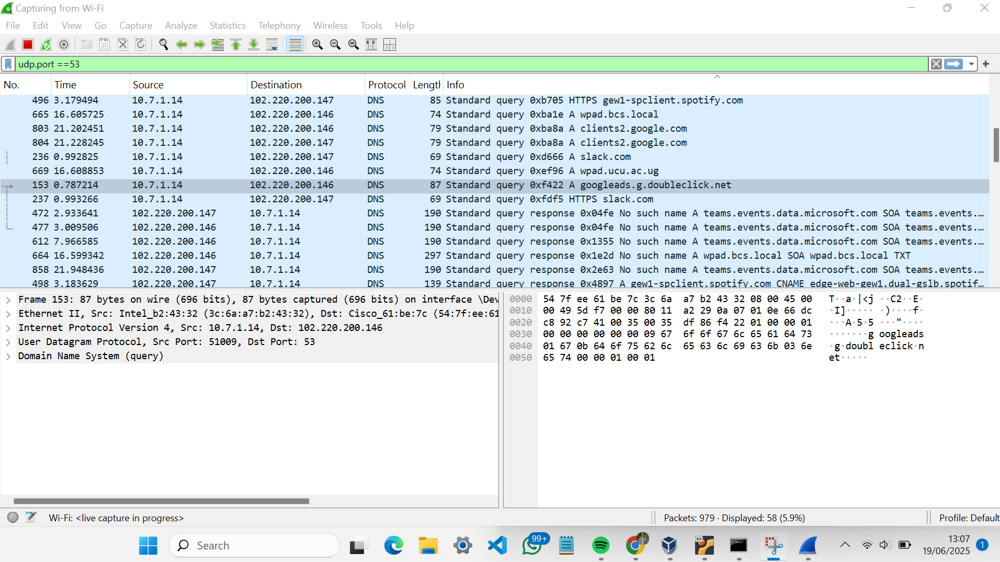 Capturing from Wi-Fi
File Edit View Go Capture Analyze Statistics Telephony Wireless Tools Help
udp.port ==53
No. Time Source Destination Protocol Length Info
496 3.179494 10.7.1.14 102.220.200.147 DNS 85 Standard query 0xb705 HTTPS gew1-spclient.spotify.com
665 16.605725 10.7.1.14 102.220.200.146 DNS 74 Standard query 0xba1e A wpad.bcs.local
803 21.202451 10.7.1.14 102.220.200.146 DNS 79 Standard query 0xba8a A clients2.google.com
804 21.228245 10.7.1.14 102.220.200.147 DNS 79 Standard query 0xba8a A clients2.google.com
236 0.992825 10.7.1.14 102.220.200.147 DNS 69 Standard query 0xd666 A slack.com
669 16.608853 10.7.1.14 102.220.200.146 DNS 74 Standard query 0xef96 A wpad.ucu.ac.ug
153 0.787214 10.7.1.14 102.220.200.146 DNS 87 Standard query 0xf422 A googleads.g.doubleclick.net
237 0.993266 10.7.1.14 102.220.200.147 DNS 69 Standard query 0xfdf5 HTTPS slack.com
472 2.933641 102.220.200.147 10.7.1.14 DNS 190 Standard query response 0x04fe No such name A teams.events.data.microsoft.com SOA teams.events.…
477 3.009506 102.220.200.146 10.7.1.14 DNS 190 Standard query response 0x04fe No such name A teams.events.data.microsoft.com SOA teams.events.…
612 7.966585 102.220.200.146 10.7.1.14 DNS 190 Standard query response 0x1355 No such name A teams.events.data.microsoft.com SOA teams.events.…
664 16.599342 102.220.200.146 10.7.1.14 DNS 297 Standard query response 0x1e2d No such name A wpad.bcs.local SOA wpad.bcs.local TXT
858 21.948436 102.220.200.147 10.7.1.14 DNS 190 Standard query response 0x2e63 No such name A teams.events.data.microsoft.com SOA teams.events.…
498 3.183629 102.220.200.147 10.7.1.14 DNS 139 Standard query response 0x4897 A gew1-spclient.spotify.com CNAME edge-web-gew1.dual-gslb.spotif…
Frame 153: 87 bytes on wire (696 bits), 87 bytes captured (696 bits) on interface \Dev
Ethernet II, Src: Intel_b2:43:32 (3c:6a:a7:b2:43:32), Dst: Cisco_61:be:7c (54:7f:ee:61
Internet Protocol Version 4, Src: 10.7.1.14, Dst: 102.220.200.146
User Datagram Protocol, Src Port: 51009, Dst Port: 53
Domain Name System (query)
0000 54 7f ee 61 be 7c 3c 6a a7 b2 43 32 08 00 45 00 T··a·|<j ··C2··E·
0010 00 49 5d f7 00 00 80 11 a2 29 0a 07 01 0e 66 dc ·I]····· ·)····f·
0020 c8 92 c7 41 00 35 00 35 df 86 f4 22 01 00 00 01 ···A·5·5 ···"····
0030 00 00 00 00 00 00 09 67 6f 6f 67 6c 65 61 64 73 ·······g oogleads
0040 01 67 0b 64 6f 75 62 6c 65 63 6c 69 63 6b 03 6e ·g·doubl eclick·n
0050 65 74 00 00 01 00 01 et·····
Wi-Fi: <live capture in progress>
Packets: 979 · Displayed: 58 (5.9%)
Profile: Default
Search
99+
64
13:07
19/06/2025
1